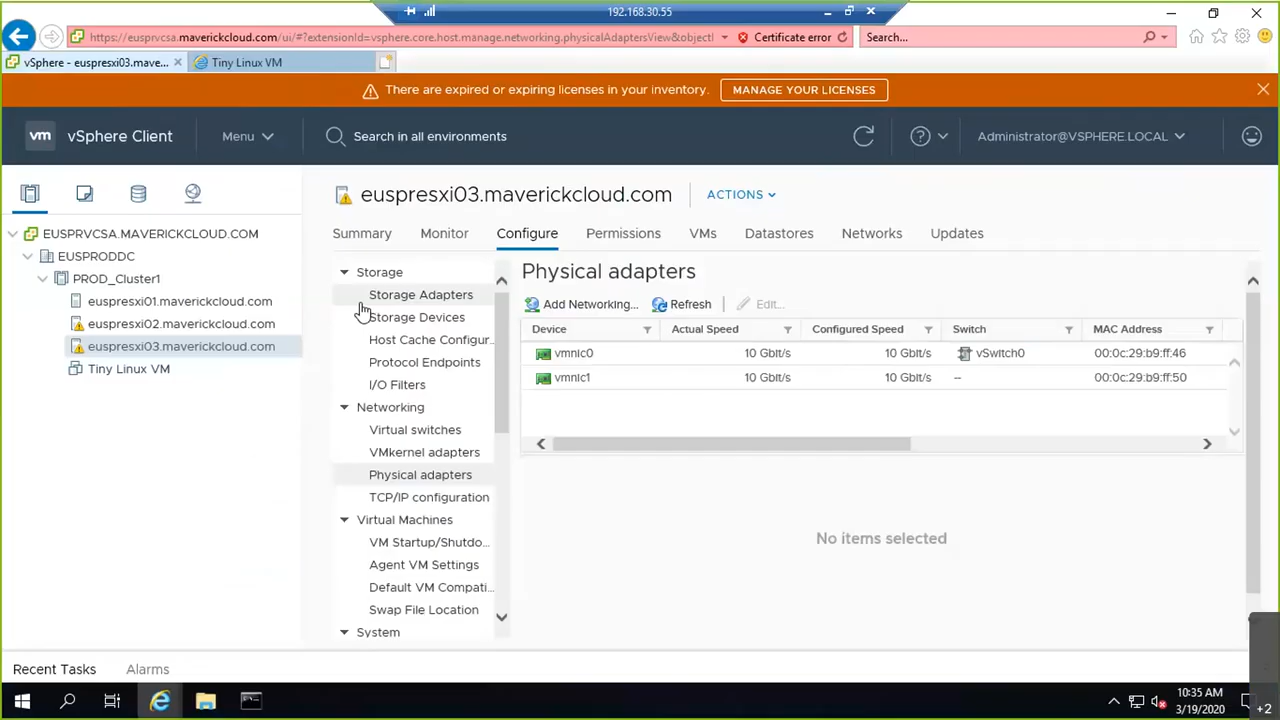 192.168.30.55
https://eusprvcsa.maverickcloud.com/ui/#?extensionId=vsphere.core.host.manage.networking.physicalAdaptersView&objectI
Certificate error
Search...
vSphere - euspresxi03.mave...
Tiny Linux VM
There are expired or expiring licenses in your inventory.
MANAGE YOUR LICENSES
vm
vSphere Client
Menu
Search in all environments
Administrator@VSPHERE.LOCAL
EUSPRVCSA.MAVERICKCLOUD.COM
EUSPRODDC
PROD_Cluster1
euspresxi01.maverickcloud.com
euspresxi02.maverickcloud.com
euspresxi03.maverickcloud.com
Tiny Linux VM
euspresxi03.maverickcloud.com
ACTIONS
Summary
Monitor
Configure
Permissions
VMs
Datastores
Networks
Updates
Storage
Storage Adapters
Storage Devices
Host Cache Configur...
Protocol Endpoints
I/O Filters
Networking
Virtual switches
VMkernel adapters
Physical adapters
TCP/IP configuration
Virtual Machines
VM Startup/Shutdo...
Agent VM Settings
Default VM Compati...
Swap File Location
System
Physical adapters
Add Networking...
Refresh
Edit...
Device Actual Speed Configured Speed Switch MAC Address
vmnic0 10 Gbit/s 10 Gbit/s vSwitch0 00:0c:29:b9:ff:46
vmnic1 10 Gbit/s 10 Gbit/s -- 00:0c:29:b9:ff:50
No items selected
Recent Tasks
Alarms
10:35 AM
3/19/2020
+2